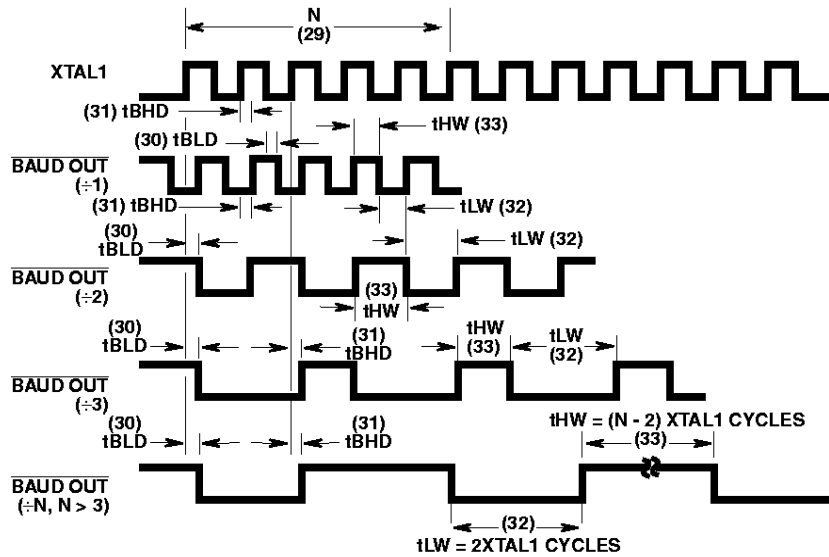 N
(29)
XTAL1
(31) tBHD
tHW (33)
(30) tBLD
BAUD OUT
(÷1)
(31) tBHD
tLW (32)
(30)
tBLD
tLW (32)
BAUD OUT
(÷2)
(33)
tHW
(30)
tBLD
(31)
tBHD
tHW
(33)
tLW
(32)
BAUD OUT
(÷3)
(30)
tBLD
(31)
tBHD
tHW = (N - 2) XTAL1 CYCLES
(33)
BAUD OUT
(÷N, N > 3)
(32)
tLW = 2XTAL1 CYCLES